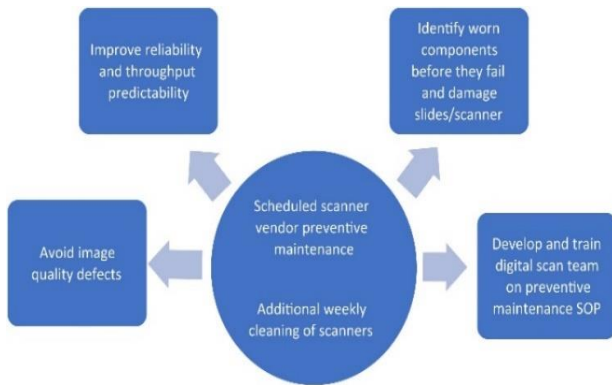 Improve reliability
and throughput
predictability
Identify worn
components
before they fail
and damage
slides/scanner
Scheduled scanner
vendor preventive
maintenance
Additional weekly
cleaning of scanners
Avoid image
quality defects
Develop and train
digital scan team
on preventive
maintenance SOP